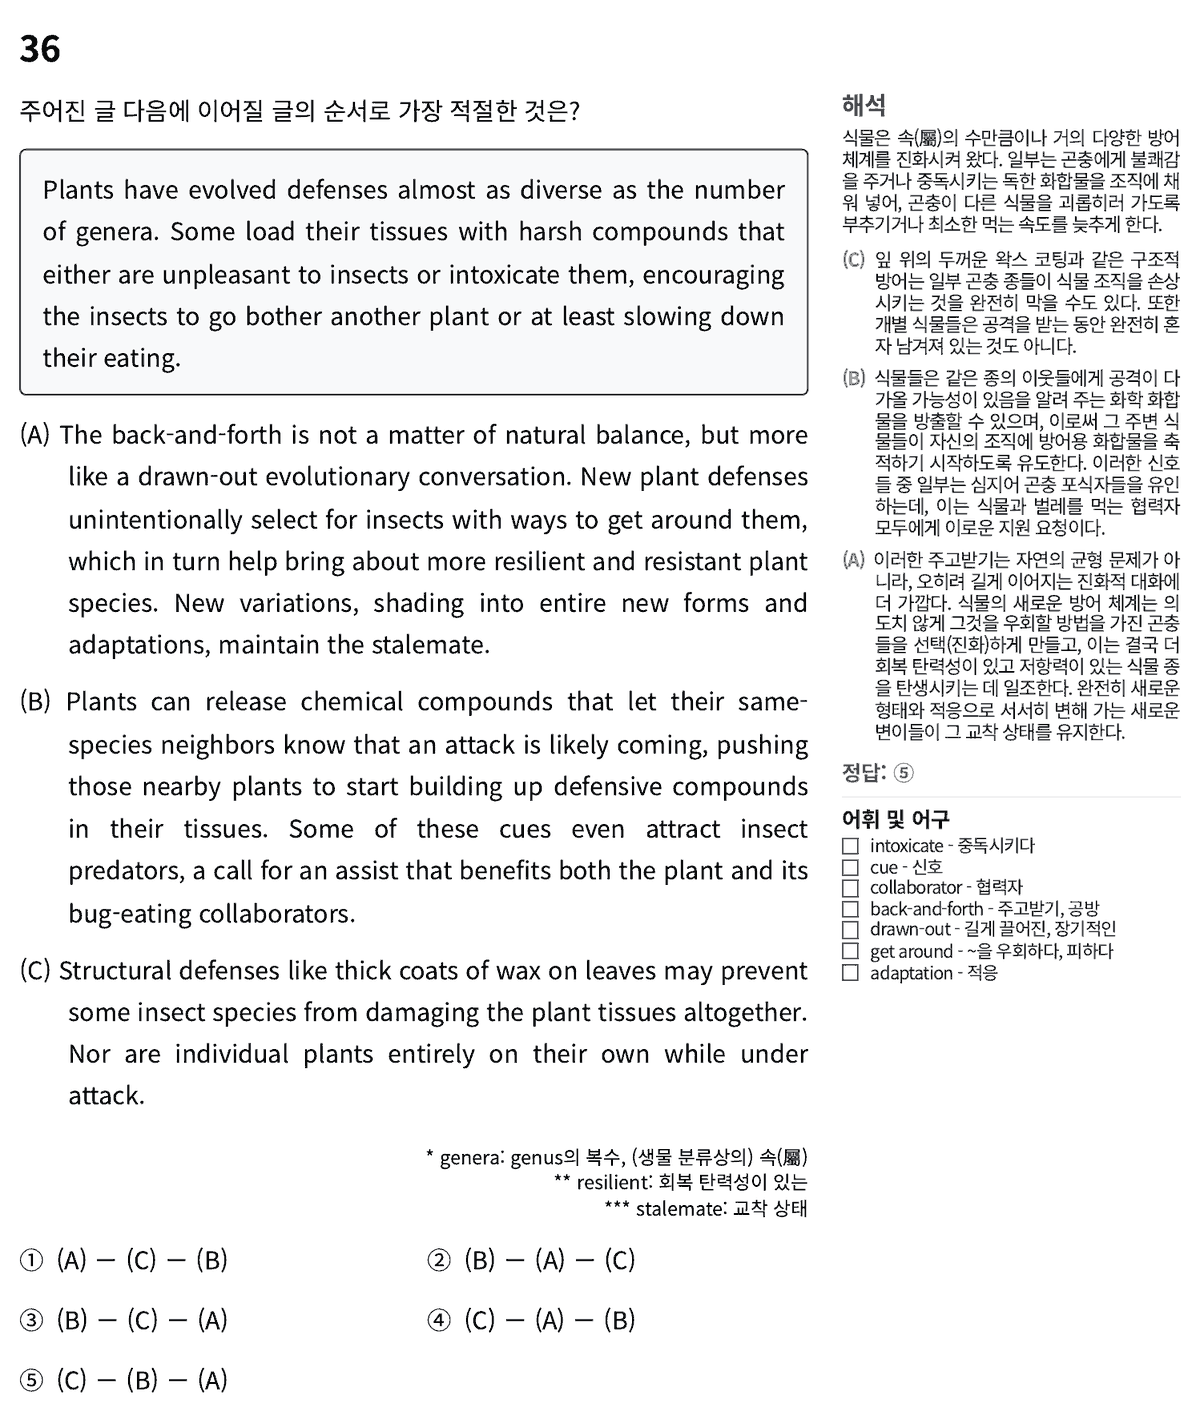 36
주어진 글 다음에 이어질 글의 순서로 가장 적절한 것은?
Plants have evolved defenses almost as diverse as the number
of genera. Some load their tissues with harsh compounds that
either are unpleasant to insects or intoxicate them, encouraging
the insects to go bother another plant or at least slowing down
their eating.
(A) The back-and-forth is not a matter of natural balance, but more
like a drawn-out evolutionary conversation. New plant defenses
unintentionally select for insects with ways to get around them,
which in turn help bring about more resilient and resistant plant
species. New variations, shading into entire new forms and
adaptations, maintain the stalemate.
(B) Plants can release chemical compounds that let their same-
species neighbors know that an attack is likely coming, pushing
those nearby plants to start building up defensive compounds
in their tissues. Some of these cues even attract insect
predators, a call for an assist that benefits both the plant and its
bug-eating collaborators.
(C) Structural defenses like thick coats of wax on leaves may prevent
some insect species from damaging the plant tissues altogether.
Nor are individual plants entirely on their own while under
attack.
* genera: genus의 복수, (생물 분류상의) 속(屬)
** resilient: 회복 탄력성이 있는
*** stalemate: 교착 상태
① (A) — (C) — (B)
② (B) — (A) — (C)
③ (B) — (C) — (A)
④ (C) — (A) — (B)
⑤ (C) — (B) — (A)
해석
식물은 속(屬)의 수만큼이나 거의 다양한 방어
체계를 진화시켜 왔다. 일부는 곤충에게 불쾌감
을 주거나 중독시키는 독한 화합물을 조직에 채
워 넣어, 곤충이 다른 식물을 괴롭히러 가도록
부추기거나 최소한 먹는 속도를 늦추게 한다.
(C) 잎 위의 두꺼운 왁스 코팅과 같은 구조적
방어는 일부 곤충 종들이 식물 조직을 손상
시키는 것을 완전히 막을 수도 있다. 또한
개별 식물들은 공격을 받는 동안 완전히 혼
자 남겨져 있는 것도 아니다.
(B) 식물들은 같은 종의 이웃들에게 공격이 다
가올 가능성이 있음을 알려 주는 화학 화합
물을 방출할 수 있으며, 이로써 그 주변 식
물들이 자신의 조직에 방어용 화합물을 축
적하기 시작하도록 유도한다. 이러한 신호
들 중 일부는 심지어 곤충 포식자들을 유인
하는데, 이는 식물과 벌레를 먹는 협력자
모두에게 이로운 지원 요청이다.
(A) 이러한 주고받기는 자연의 균형 문제가 아
니라, 오히려 길게 이어지는 진화적 대화에
더 가깝다. 식물의 새로운 방어 체계는 의
도치 않게 그것을 우회할 방법을 가진 곤충
들을 선택(진화)하게 만들고, 이는 결국 더
회복 탄력성이 있고 저항력이 있는 식물 종
을 탄생시키는 데 일조한다. 완전히 새로운
형태와 적응으로 서서히 변해 가는 새로운
변이들이 그 교착 상태를 유지한다.
정답: ⑤
어휘 및 어구
intoxicate - 중독시키다
cue - 신호
collaborator - 협력자
back-and-forth - 주고받기, 공방
drawn-out - 길게 끌어진, 장기적인
get around - ~을 우회하다, 피하다
adaptation - 적응